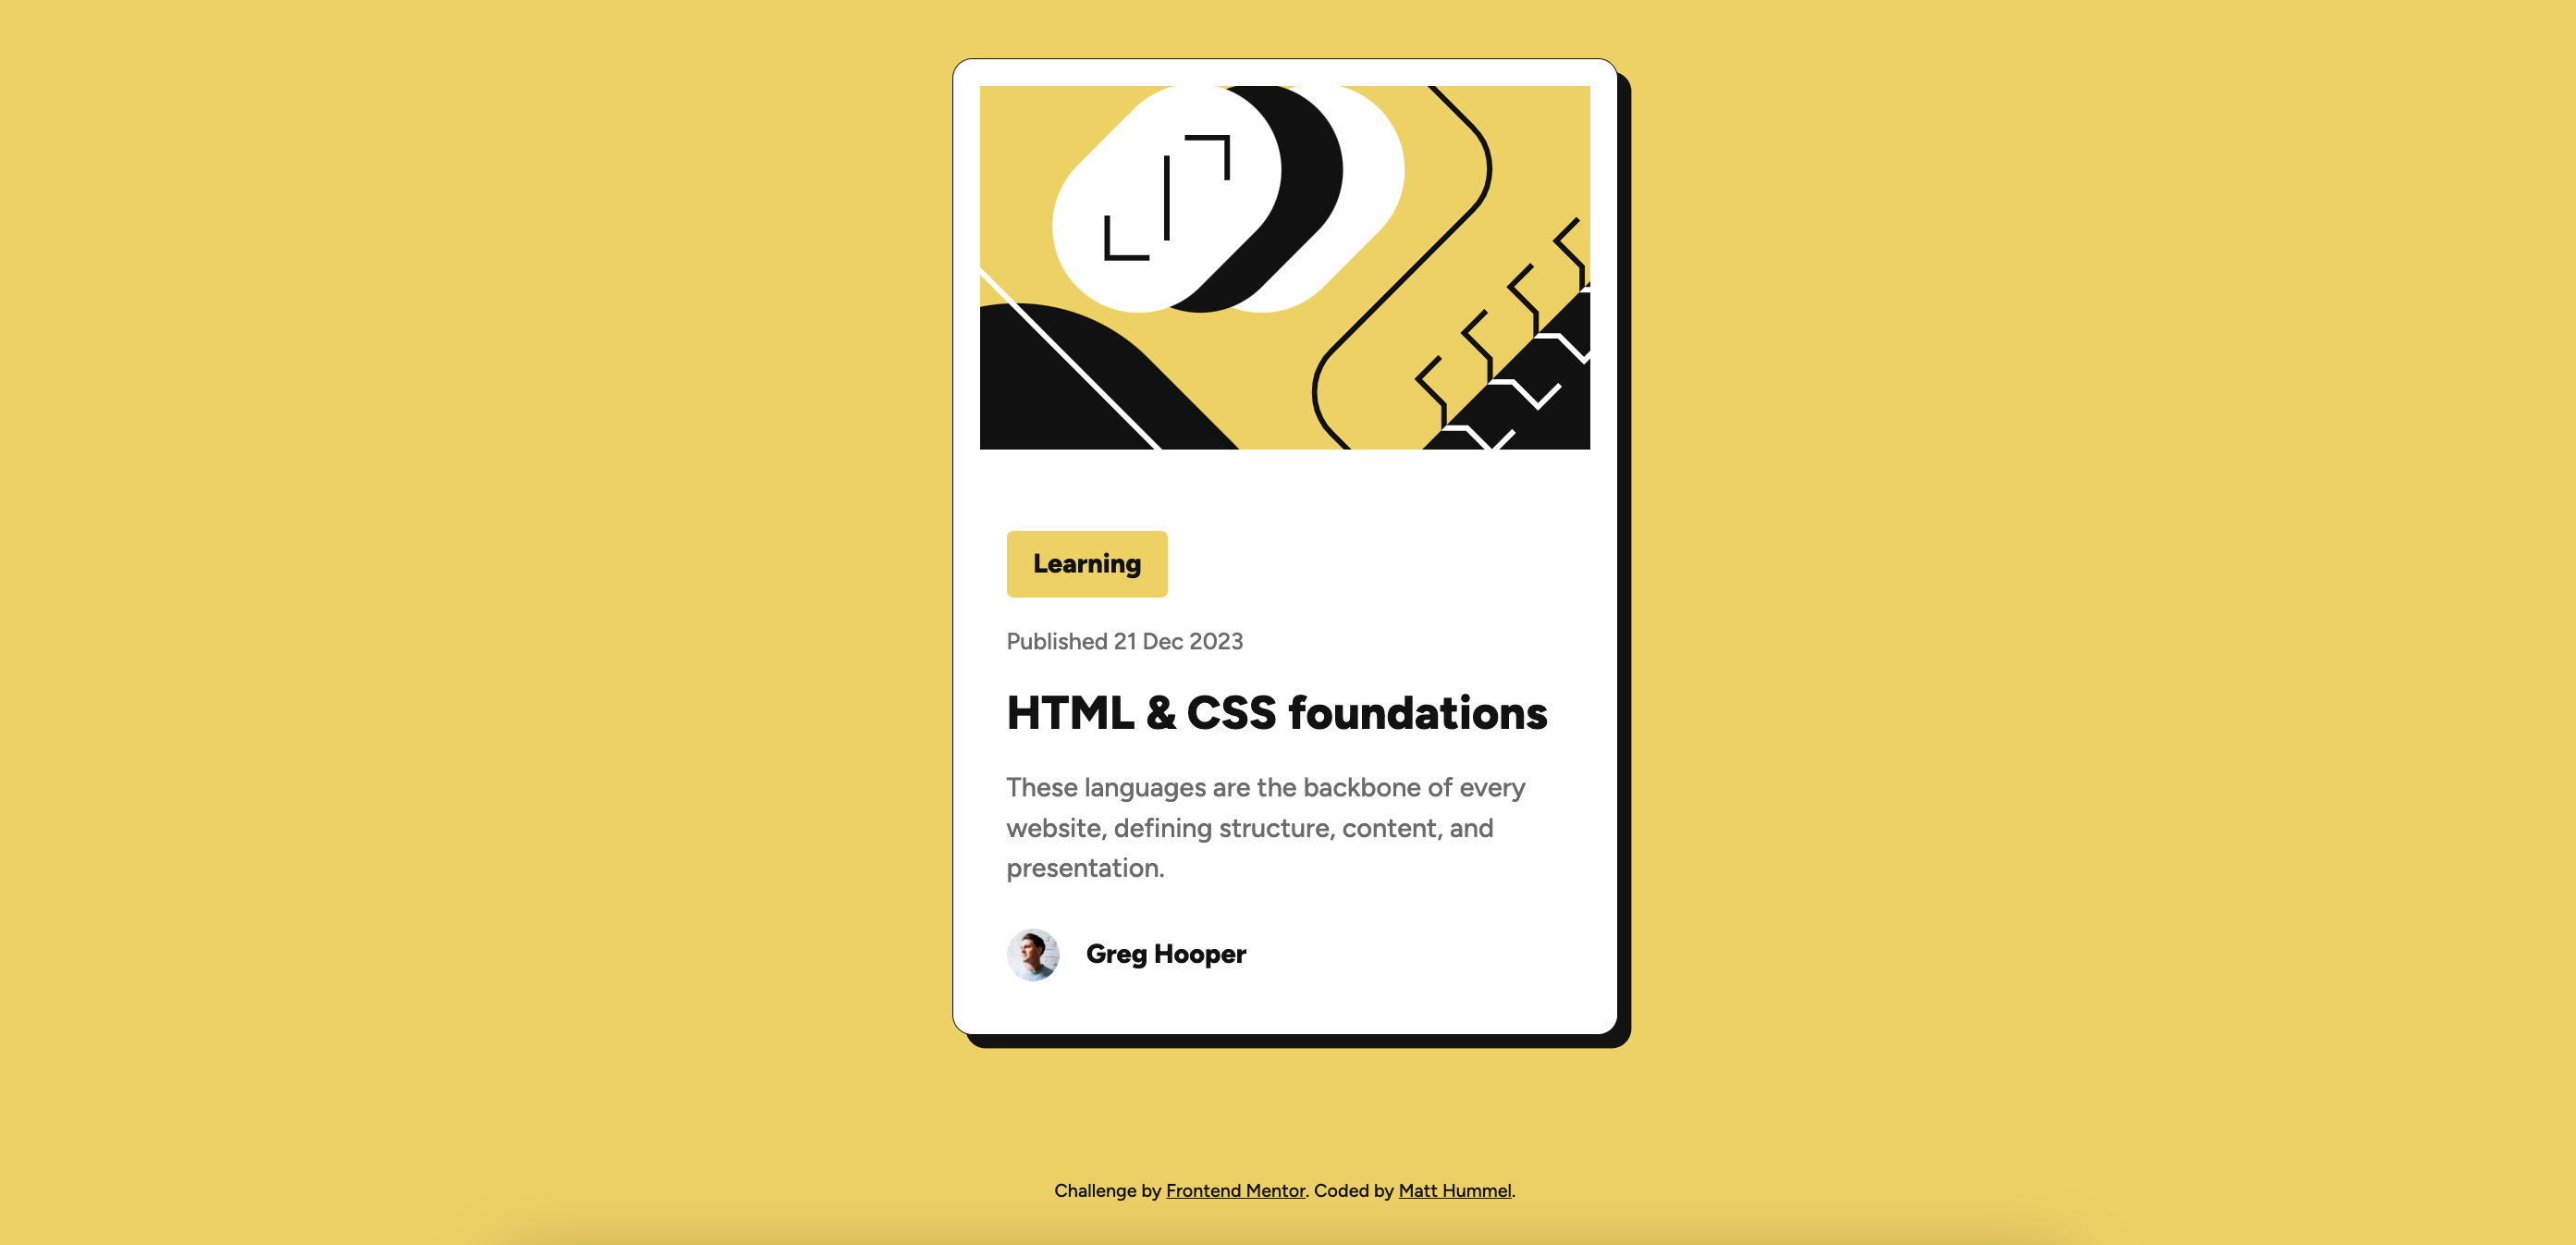 Learning
Published 21 Dec 2023
HTML & CSS foundations
These languages are the backbone of every
website, defining structure, content, and
presentation.
Greg Hooper
Challenge by Frontend Mentor. Coded by Matt Hummel.